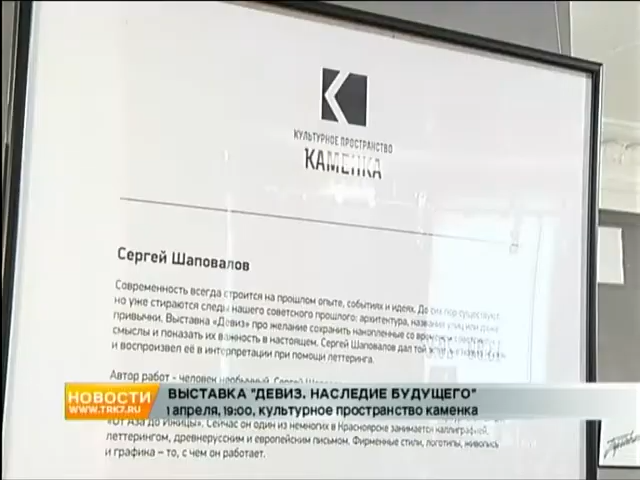 КУЛЬТУРНОЕ ПРОСТРАНСТВО
КАМЕНКА
Сергей Шаповалов
Современность всегда строится на прошлом опыте, событиях и идеях. До сих пор существуют,
но уже стираются следы нашего советского прошлого: архитектура, названия улиц или даже
привычки. Выставка «Девиз» про желание сохранить накопленные со временем
смыслы и показать их важность в настоящем. Сергей Шаповалов дал той
и воспроизвел её в интерпретации при помощи леттеринга.
Автор работ - человек необычный. Сергей
НОВОСТИ
WWW.TRK7.RU
ВЫСТАВКА "ДЕВИЗ. НАСЛЕДИЕ БУДУЩЕГО"
1 апреля, 19:00, культурное пространство каменка
«От Аза до Ижицы». Сейчас он один из немногих в Красноярске занимается каллиграфией,
леттерингом, древнерусским и европейским письмом. Фирменные стили, логотипы, живопись
и графика – то, с чем он работает.